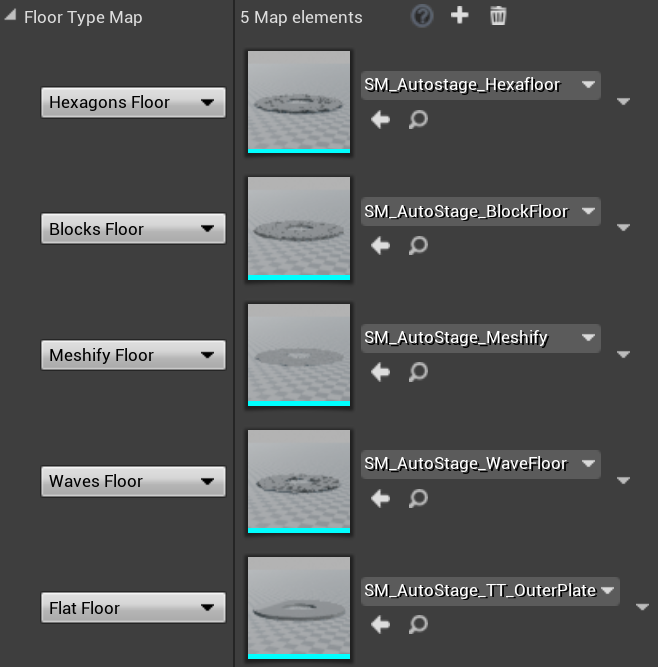 Floor Type Map
5 Map elements
Hexagons Floor
SM_Autostage_Hexafloor
Blocks Floor
SM_AutoStage_BlockFloor
Meshify Floor
SM_AutoStage_Meshify
Waves Floor
SM_AutoStage_WaveFloor
Flat Floor
SM_AutoStage_TT_OuterPlate